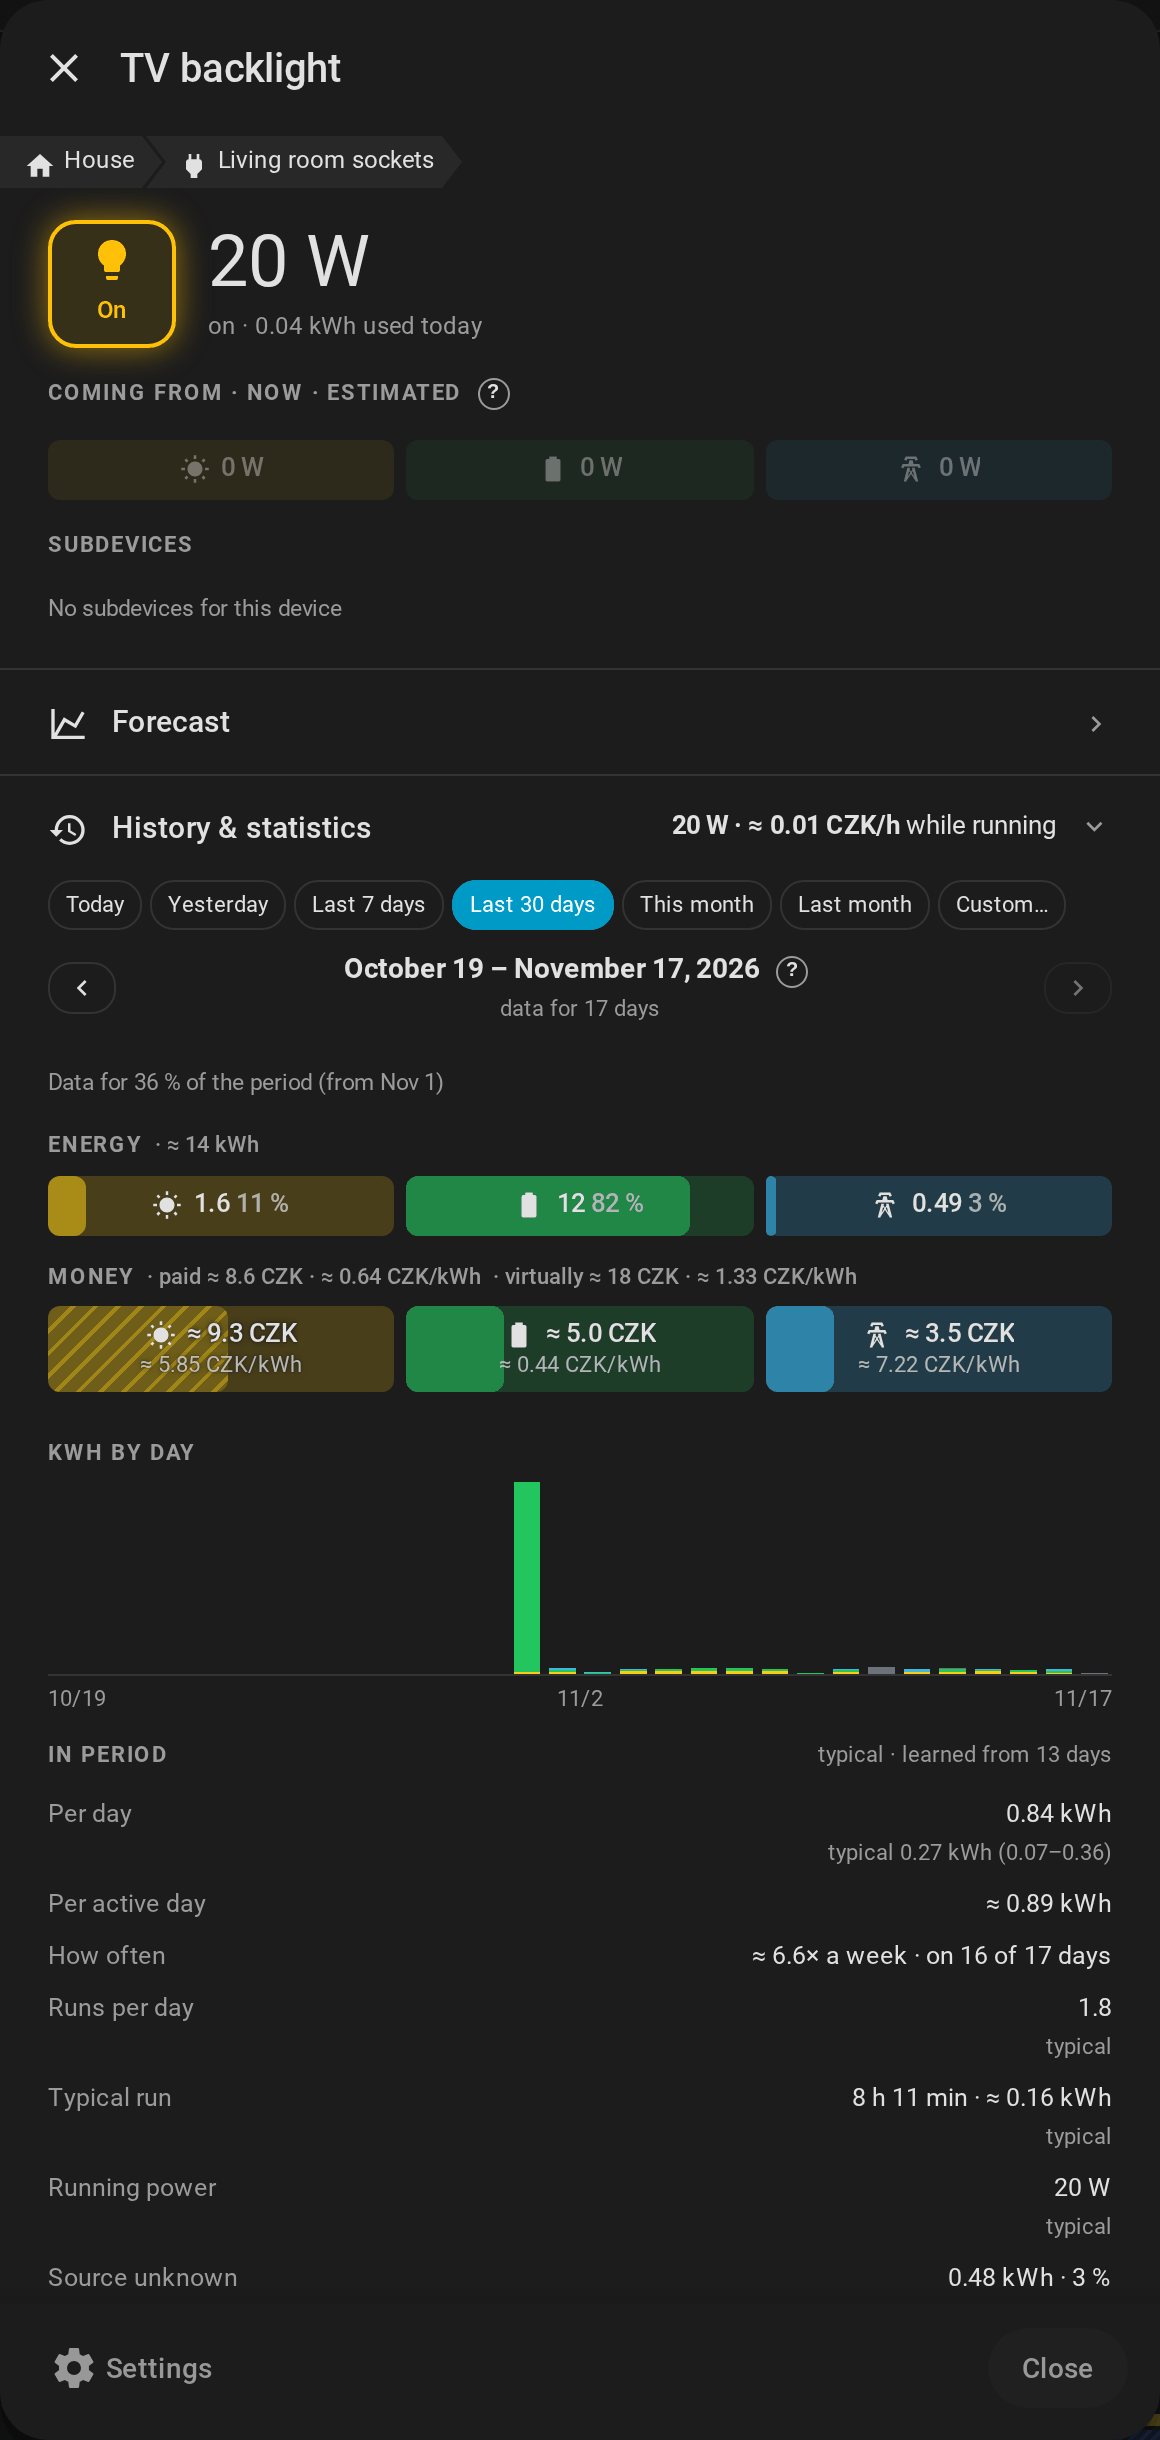 TV backlight
House Living room sockets
On
20 W
on · 0.04 kWh used today
COMING FROM · NOW · ESTIMATED ?
0 W 0 W 0 W
SUBDEVICES
No subdevices for this device
Forecast
History & statistics 20 W · ≈ 0.01 CZK/h while running
Today Yesterday Last 7 days Last 30 days This month Last month Custom…
October 19 – November 17, 2026 ?
data for 17 days
Data for 36 % of the period (from Nov 1)
ENERGY · ≈ 14 kWh
1.6 11 % 12 82 % 0.49 3 %
MONEY · paid ≈ 8.6 CZK · ≈ 0.64 CZK/kWh · virtually ≈ 18 CZK · ≈ 1.33 CZK/kWh
≈ 9.3 CZK ≈ 5.0 CZK ≈ 3.5 CZK
≈ 5.85 CZK/kWh ≈ 0.44 CZK/kWh ≈ 7.22 CZK/kWh
KWH BY DAY
10/19 11/2 11/17
IN PERIOD typical · learned from 13 days
Per day 0.84 kWh
typical 0.27 kWh (0.07–0.36)
Per active day ≈ 0.89 kWh
How often ≈ 6.6× a week · on 16 of 17 days
Runs per day 1.8
typical
Typical run 8 h 11 min · ≈ 0.16 kWh
typical
Running power 20 W
typical
Source unknown 0.48 kWh · 3 %
Settings Close